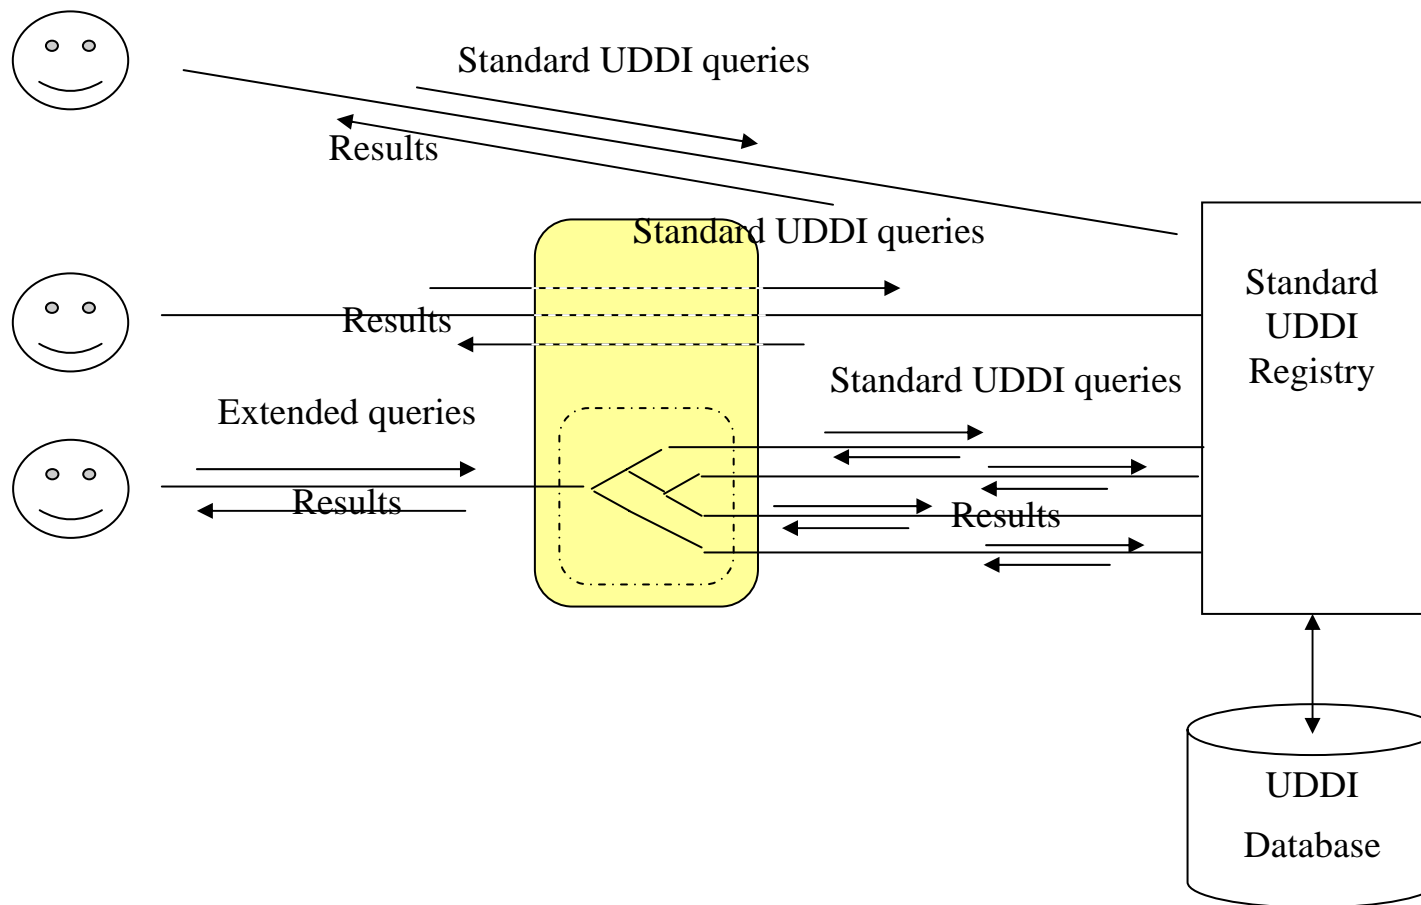 Standard UDDI queries
Results
Standard UDDI queries
Results
Standard
UDDI
Registry
Standard UDDI queries
Extended queries
Results
Results
UDDI
Database